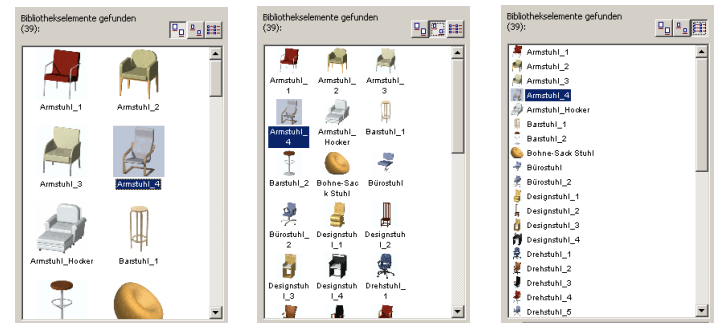 Bibliothekselemente gefunden
(39):
Armstuhl_1
Armstuhl_2
Armstuhl_3
Armstuhl_4
Armstuhl_Hocker
Barstuhl_1
Bibliothekselemente gefunden
(39):
Armstuhl_
1
Armstuhl_
2
Armstuhl_
3
Armstuhl_
4
Armstuhl_
Hocker
Barstuhl_1
Barstuhl_2
Bohne-Sac
k Stuhl
Bürostuhl
Bürostuhl_
2
Designstuh
l_1
Designstuh
l_2
Designstuh
l_3
Designstuh
l_4
Drehstuhl_
1
Bibliothekselemente gefunden
(39):
Armstuhl_1
Armstuhl_2
Armstuhl_3
Armstuhl_4
Armstuhl_Hocker
Barstuhl_1
Barstuhl_2
Bohne-Sack Stuhl
Bürostuhl
Bürostuhl_2
Designstuhl_1
Designstuhl_2
Designstuhl_3
Designstuhl_4
Drehstuhl_1
Drehstuhl_2
Drehstuhl_3
Drehstuhl_4
Drehstuhl_5